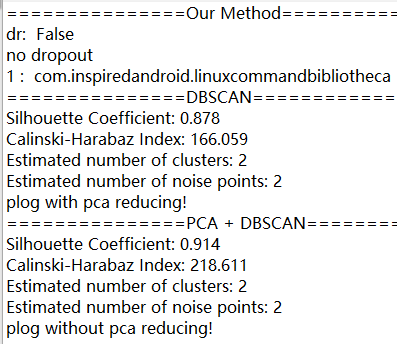 ===============Our Method==========
dr:  False
no dropout
1 :  com.inspiredandroid.linuxcommandbibliotheca
===============DBSCAN=============
Silhouette Coefficient: 0.878
Calinski-Harabaz Index: 166.059
Estimated number of clusters: 2
Estimated number of noise points: 2
plog with pca reducing!
===============PCA + DBSCAN========
Silhouette Coefficient: 0.914
Calinski-Harabaz Index: 218.611
Estimated number of clusters: 2
Estimated number of noise points: 2
plog without pca reducing!